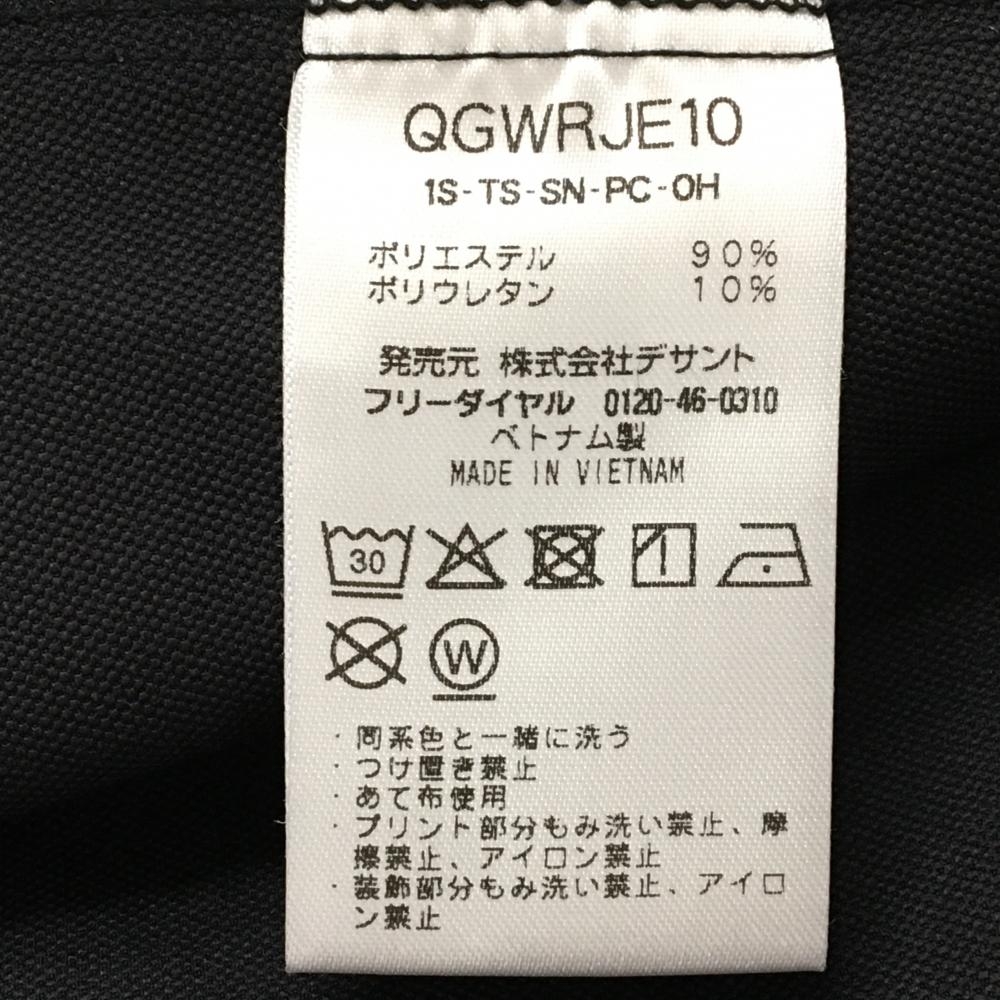 QGWRJE10
1S-TS-SN-PC-OH
ポリエステル 90%
ポリウレタン 10%
発売元 株式会社デサント
フリーダイヤル 0120-46-0310
ベトナム製
MADE IN VIETNAM
30
W
・同系色と一緒に洗う
・つけ置き禁止
・あて布使用
・プリント部分もみ洗い禁止、摩
擦禁止、アイロン禁止
・装飾部分もみ洗い禁止、アイロ
ン禁止